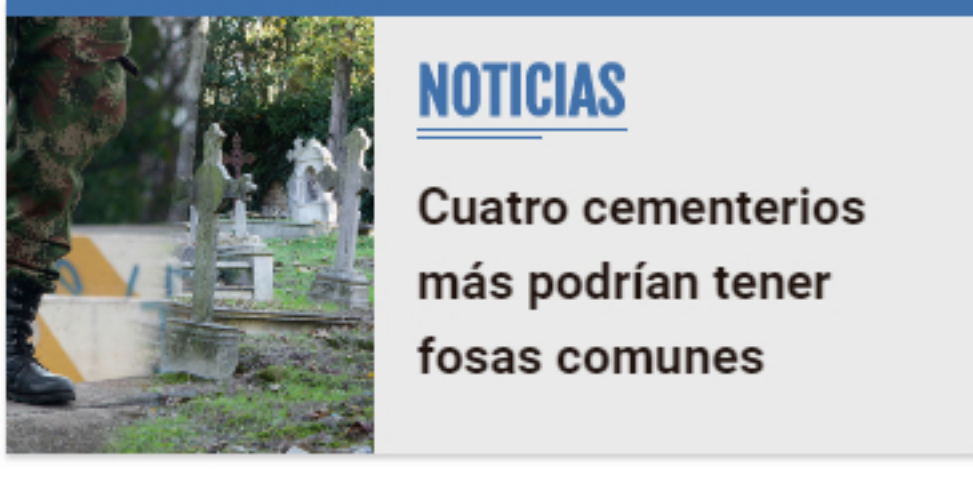 NOTICIAS
Cuatro cementerios
más podrían tener
fosas comunes